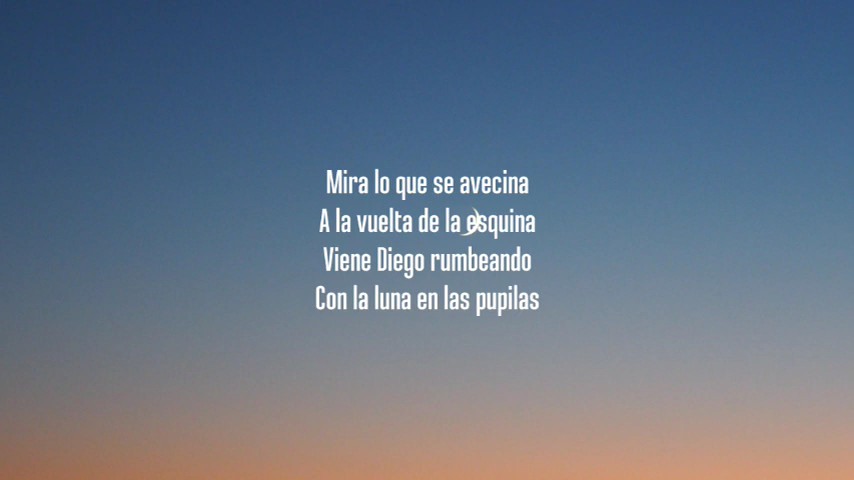 Mira lo que se avecina
A la vuelta de la esquina
Viene Diego rumbeando
Con la luna en las pupilas